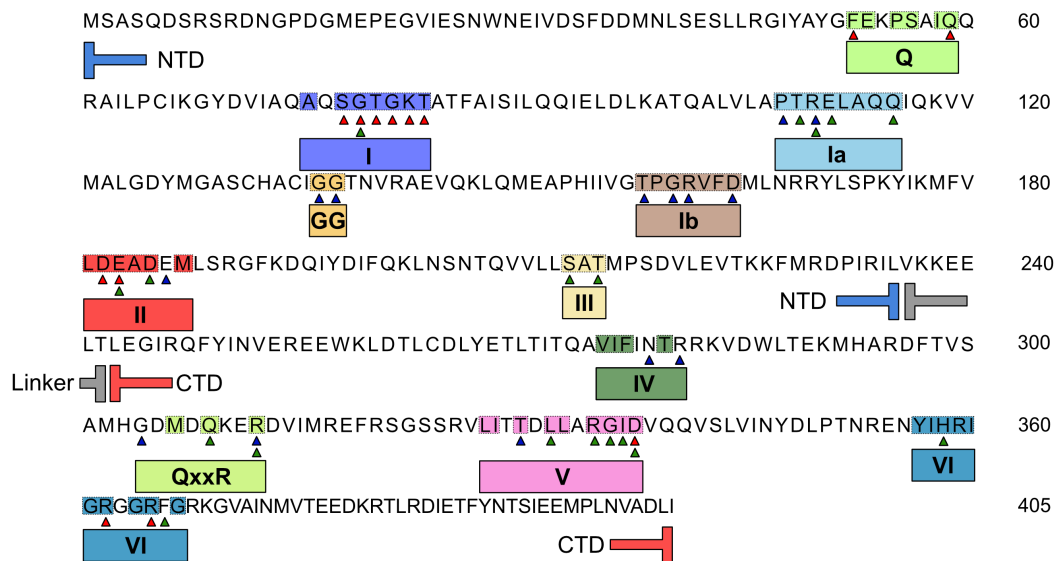 MSASQDSRSRDNGPDGMEPEGVIESNWNEIVDSFDDMNLSESLLRGIYAYGFEKPSAIQQ 60
NTD Q
RAILPCIKGYDVIAQAQSGTGKTATFAISILQQIELDLKATQALVLAPTRELAQQIQKVV 120
I Ia
MALGDYMGASCHACIGGTNVRAEVQKLQMEAPHIIVGTPGRVFDMLNRRYLSPKYIKMFV 180
GG Ib
LDEADEMLSRGFKDQIYDIFQKLNSNTQVVLLSATMPSDVLEVTKKFMRDPIRILVKKEE 240
II III NTD
LTLEGIRQFYINVEREEWKLDTLCDLYETLTITQAVIFINTRRKVDWLTEKMHARDFTVS 300
Linker CTD IV
AMHGDMDQKERDVIMREFRSGSSRVLITTDLLARGIDVQQVSLVINYDLPTNRENYIHRI 360
QxxR V VI
GRGGRFGRKGVAINMVTEEDKRTLRDIETFYNTSIEEMPLNVADLI 405
VI CTD